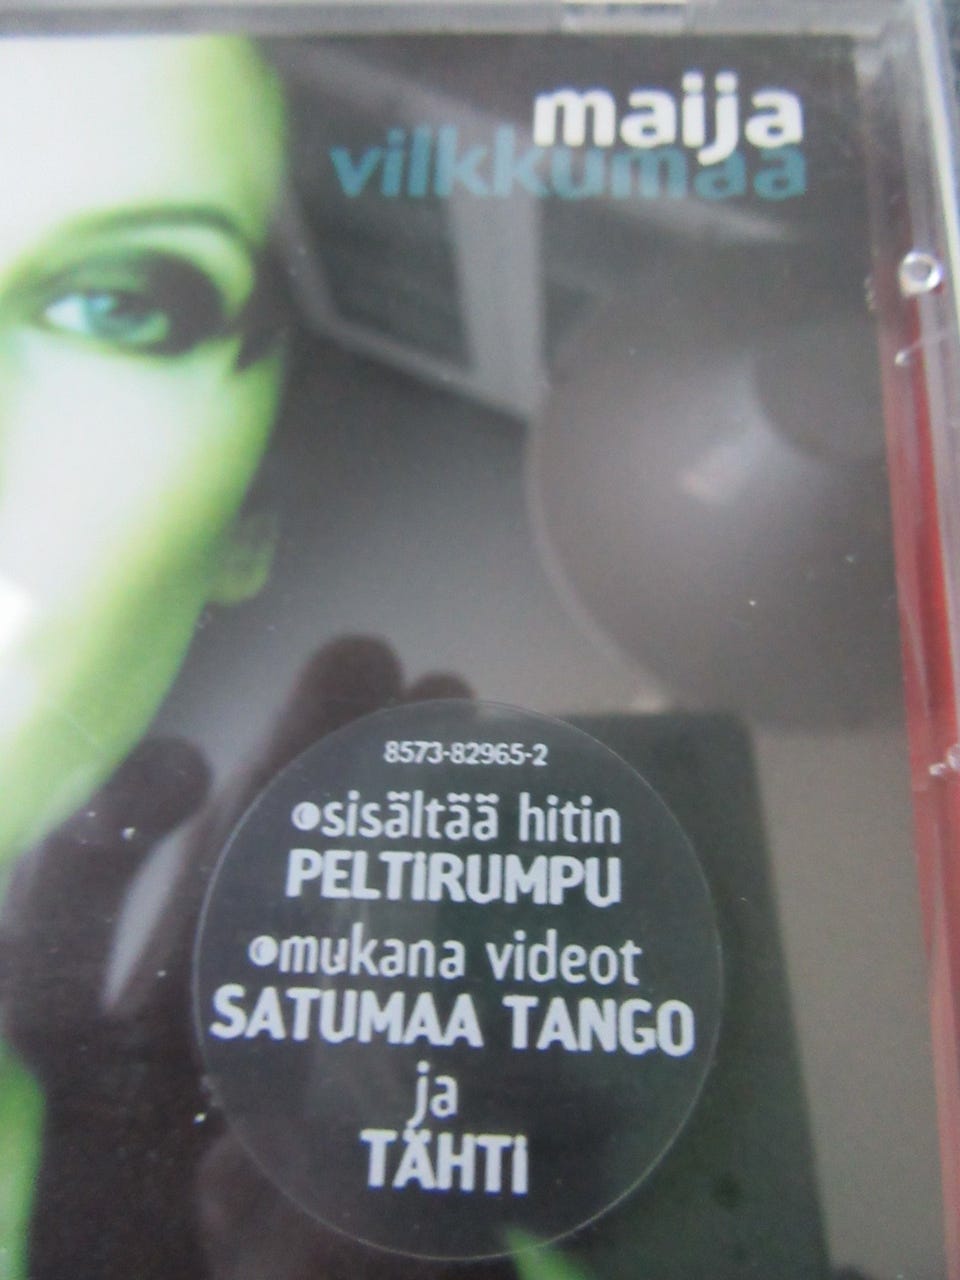 maija
vilkkumaa
8573-82965-2
sisältää hitin
PELTIRUMPU
mukana videot
SATUMAA TANGO
ja
TÄHTI